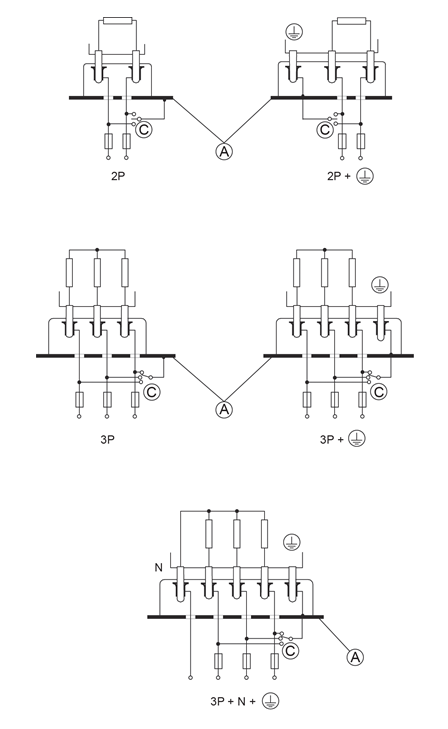 C C
A
2P 2P + ⏚
C C
A
3P 3P + ⏚
N
C
A
3P + N + ⏚